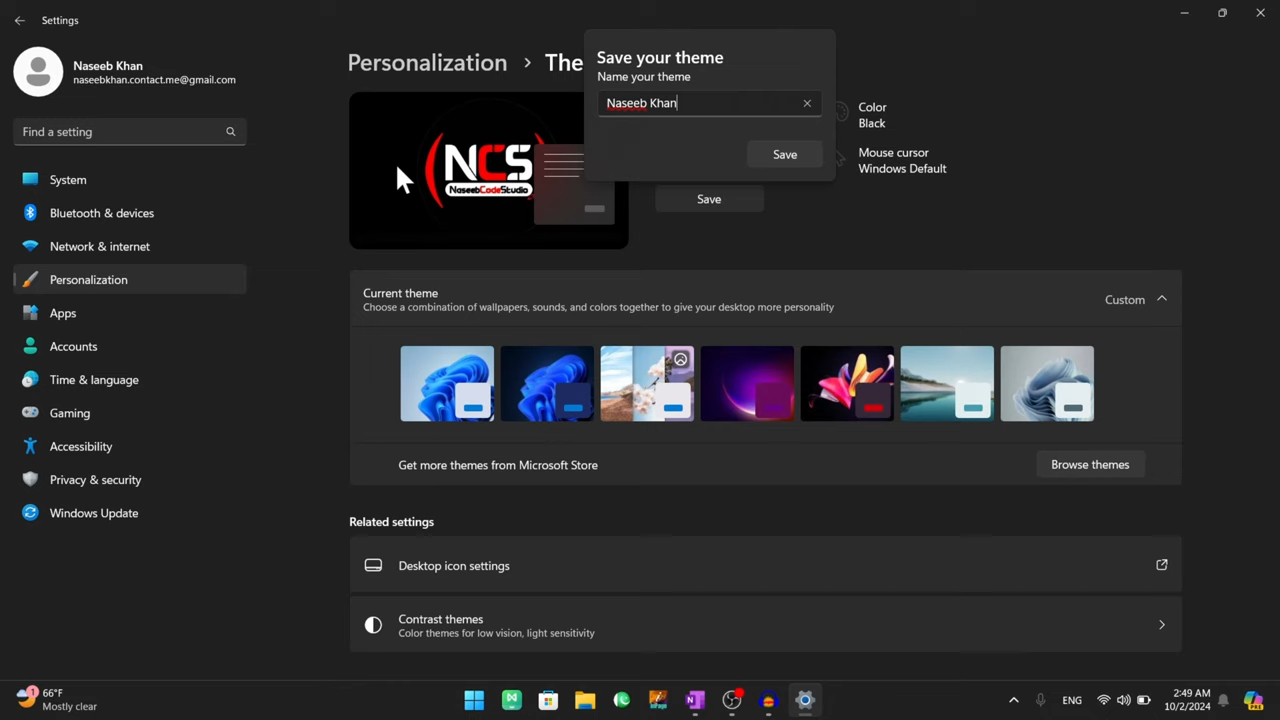 Settings
Naseeb Khan
naseebkhan.contact.me@gmail.com
Find a setting
System
Bluetooth & devices
Network & internet
Personalization
Apps
Accounts
Time & language
Gaming
Accessibility
Privacy & security
Windows Update
Personalization > The
NCS
NaseebCodeStudio
Save your theme
Name your theme
Naseeb Khan
Save
Save
Color
Black
Mouse cursor
Windows Default
Current theme
Choose a combination of wallpapers, sounds, and colors together to give your desktop more personality
Custom
Get more themes from Microsoft Store
Browse themes
Related settings
Desktop icon settings
Contrast themes
Color themes for low vision, light sensitivity
1
66°F
Mostly clear
ENG
2:49 AM
10/2/2024
PRE